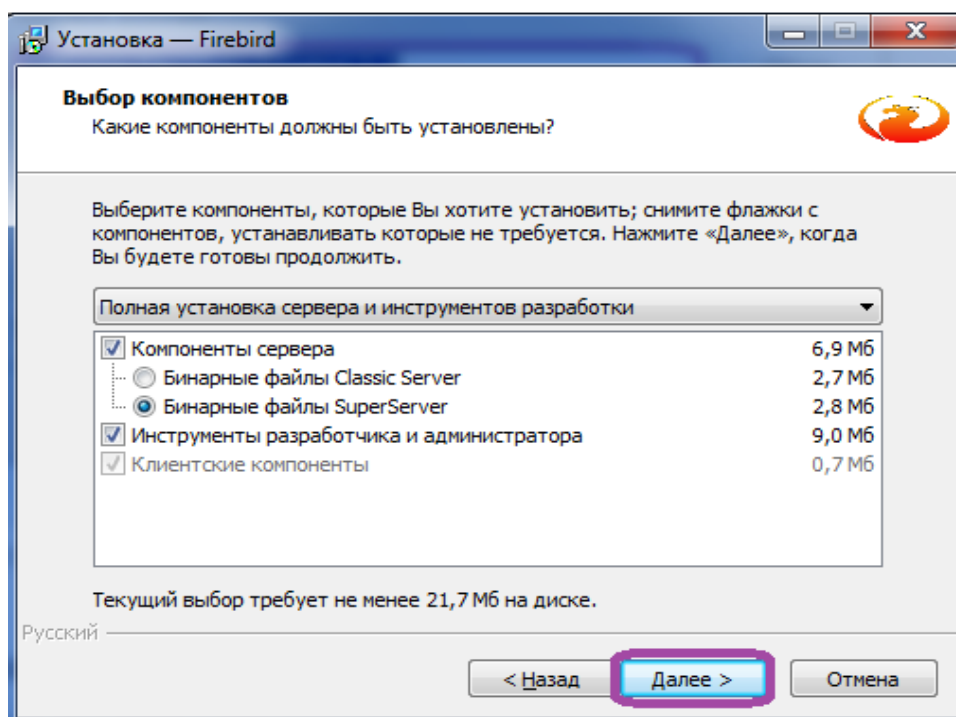 Установка — Firebird
Выбор компонентов
Какие компоненты должны быть установлены?
Выберите компоненты, которые Вы хотите установить; снимите флажки с
компонентов, устанавливать которые не требуется. Нажмите «Далее», когда
Вы будете готовы продолжить.
Полная установка сервера и инструментов разработки
Компоненты сервера 6,9 Мб
Бинарные файлы Classic Server 2,7 Мб
Бинарные файлы SuperServer 2,8 Мб
Инструменты разработчика и администратора 9,0 Мб
Клиентские компоненты 0,7 Мб
Текущий выбор требует не менее 21,7 Мб на диске.
Русский
< Назад Далее > Отмена